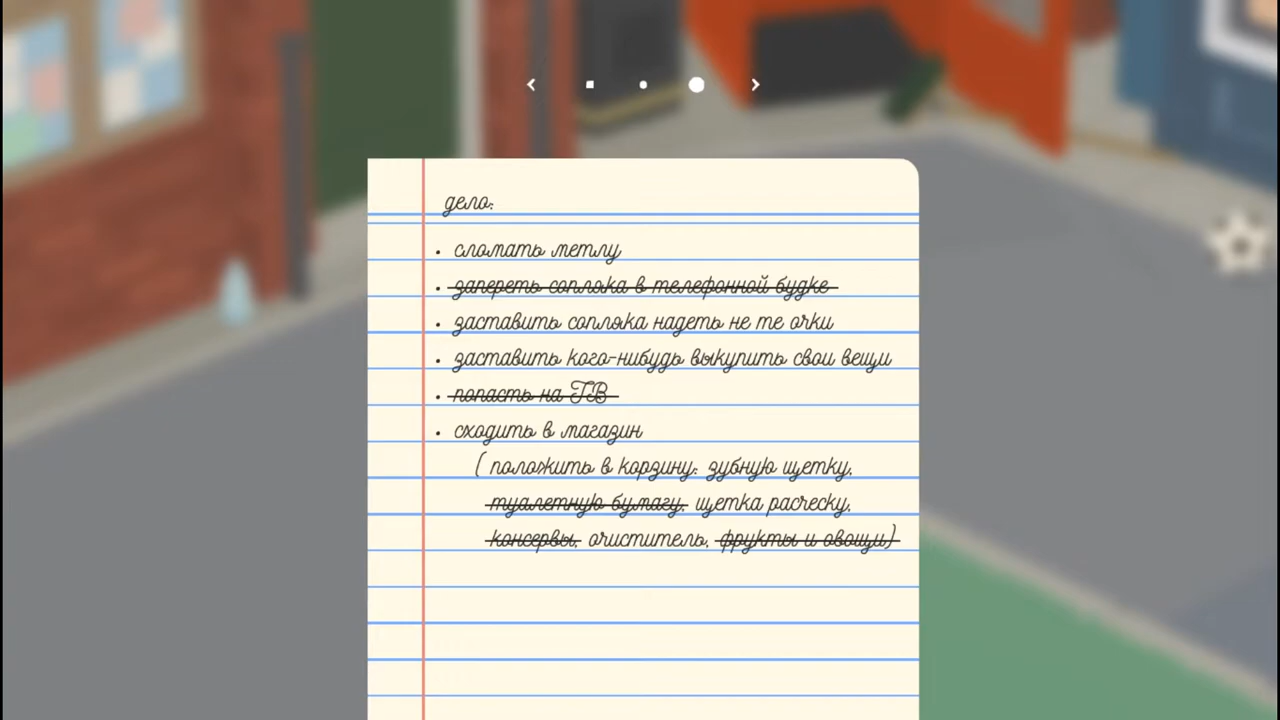 дело:
• сломать метлу
• запереть сопляка в телефонной будке
• заставить сопляка надеть не те очки
• заставить кого-нибудь выкупить свои вещи
• попасть на ТВ
• сходить в магазин
( положить в корзину: зубную щетку,
туалетную бумагу, щетка расческу,
консервы, очиститель, фрукты и овощи)